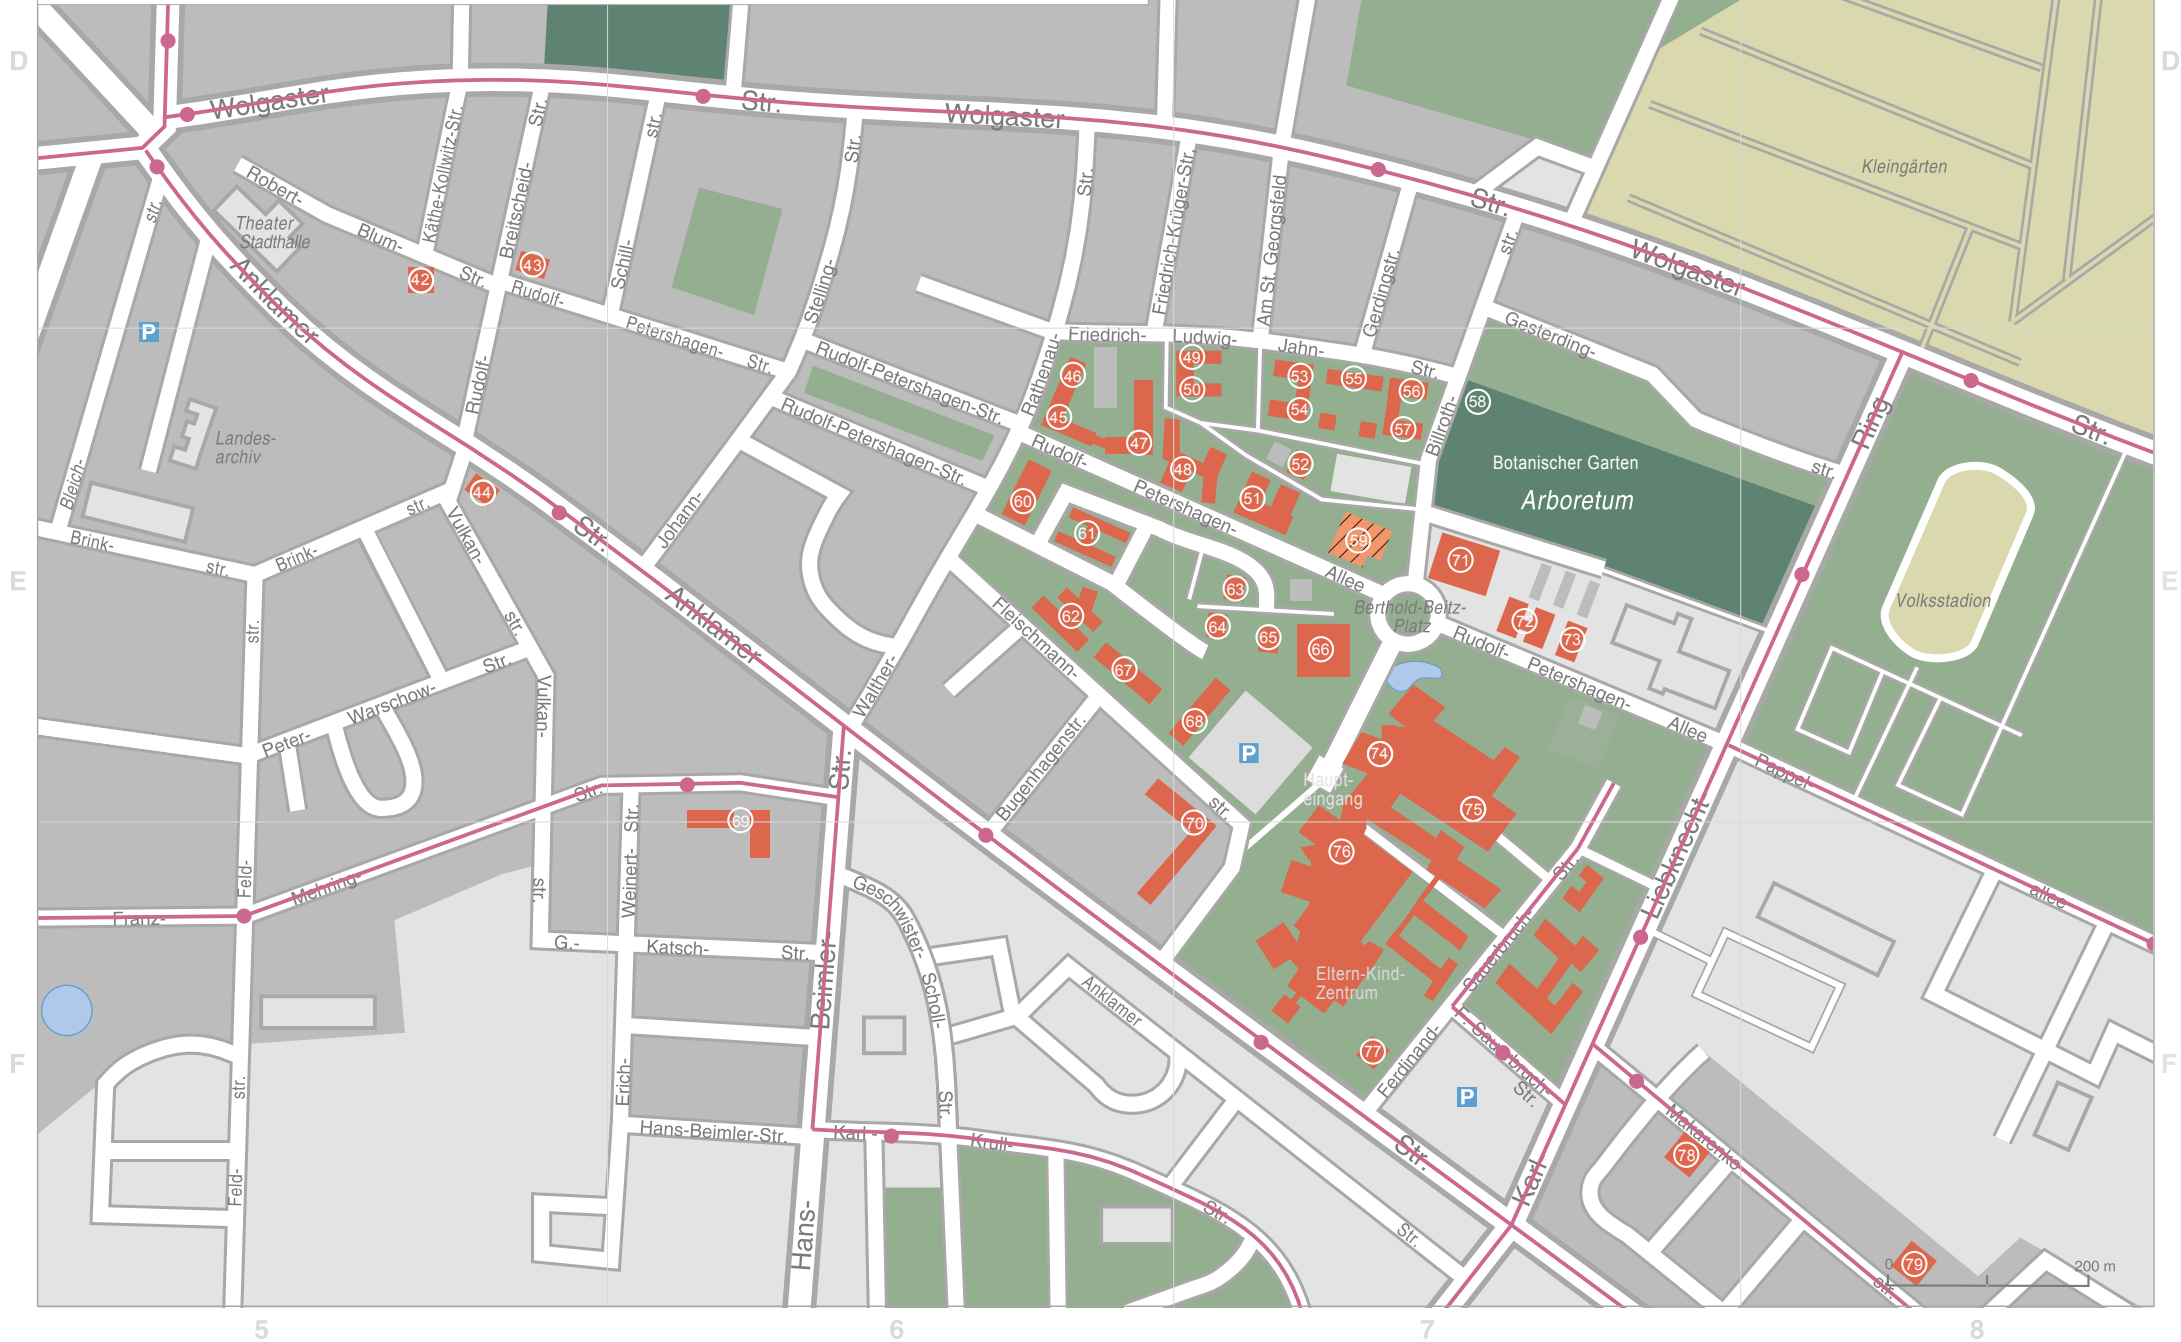 D
D
Wolgaster
Str.
Wolgaster
Str.
Wolgaster
Str.
Kleingärten
Robert-
Blum-
Str.
Käthe-Kollwitz-Str.
Breitscheid-
Str.
Rudolf-
Schill-
str.
Stelling-
Str.
Str.
Rathenau-
Friedrich-Krüger-Str.
Am St. Georgsfeld
Gerdingstr.
str.
Billroth-
Theater
Stadthalle
42
43
Rudolf-
Petershagen-
Str.
Anklamer
str.
Bleich-
P
Friedrich-
Ludwig-
Jahn-
Str.
Gesterding-
str.
Rudolf-Petershagen-Str.
Rudolf-Petershagen-Str.
46
49
50
53
55
56
45
47
54
57
58
48
52
51
Landes-
archiv
44
Rudolf-
Petershagen-
Allee
Botanischer Garten
Arboretum
Ring
60
61
59
71
Johann-
Str.
Vulkan-
str.
Brink-
str.
Brink-
str.
E
E
63
62
64
65
66
72
73
Berthold-Beitz-
Platz
Volksstadion
Fleischmann-
str.
Anklamer
67
68
Rudolf-
Petershagen-
Allee
Walther-
Vulkan-
str.
Peter-
Warschow-
Str.
str.
Feld-
P
Haupt-
eingang
74
75
Pappel-
allee
Bugenhagenstr.
70
69
76
Str.
Mehring-
Franz-
Str.
Weinert-
Str.
Erich-
Beimler-
Hans-
G.-
Katsch-
Str.
Geschwister-
Scholl-
Str.
Anklamer
Str.
Eltern-Kind-
Zentrum
Sauerbruch-
Str.
Liebknecht
Karl
77
Ferdinand-
F. Sauerbruch-
Str.
P
F
F
str.
Feld-
Hans-Beimler-Str.
Karl -
Krull-
Str.
Str.
Makarenko
str.
78
79
0
200 m
5
6
7
8